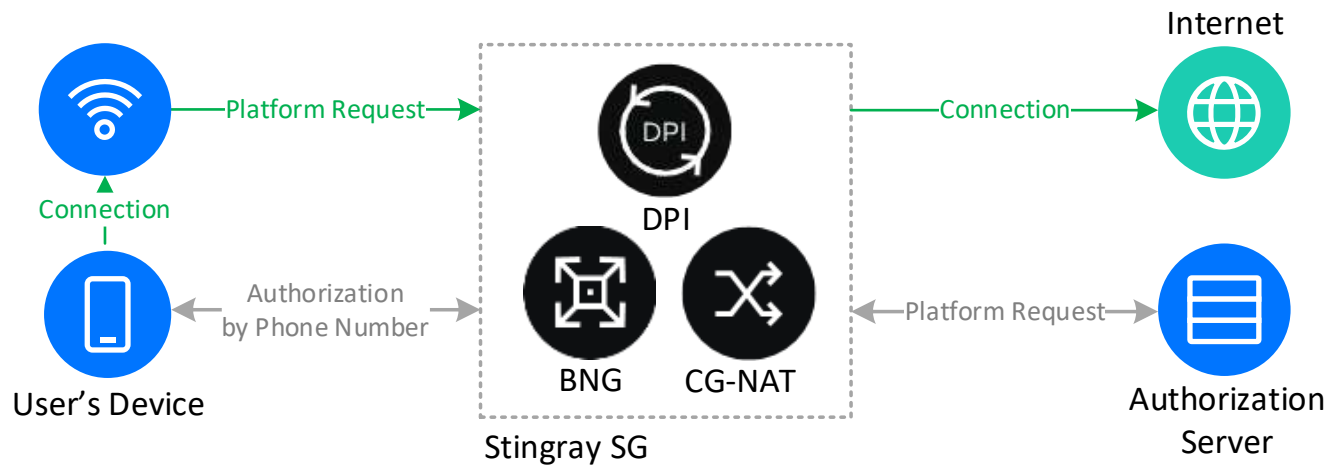 Internet
Platform Request
DPI
Connection
DPI
Connection
Authorization
by Phone Number
Platform Request
BNG
CG-NAT
User’s Device
Authorization
Server
Stingray SG